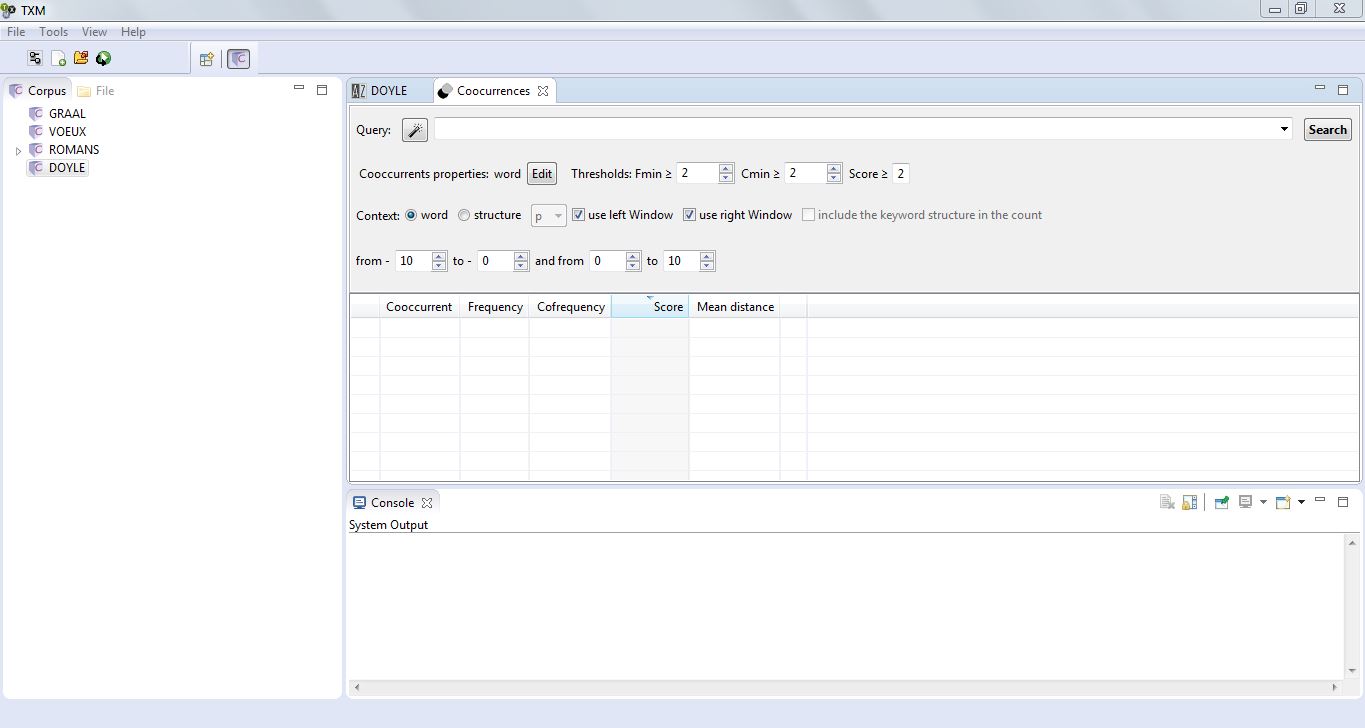 TXM
File Tools View Help
Corpus File
GRAAL
VOEUX
ROMANS
DOYLE
AZ DOYLE Coocurrences
Query: Search
Cooccurrents properties: word Edit Thresholds: Fmin ≥ 2 Cmin ≥ 2 Score ≥ 2
Context: word structure p use left Window use right Window include the keyword structure in the count
from - 10 to - 0 and from 0 to 10
Cooccurrent Frequency Cofrequency Score Mean distance
Console
System Output